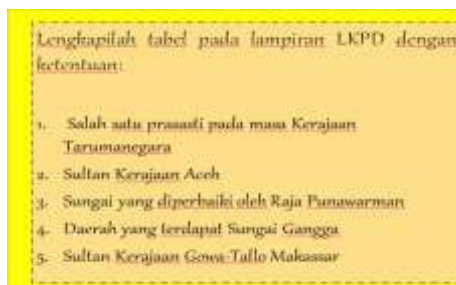 Lengkapilah tabel pada lampiran LKPD dengan
ketentuan:
1. Salah satu prasasti pada masa Kerajaan
Tarumanegara
2. Sultan Kerajaan Aceh
3. Sungai yang diperbaiki oleh Raja Punawarman
4. Daerah yang terdapat Sungai Gangga
5. Sultan Kerajaan Gowa-Tallo Makassar